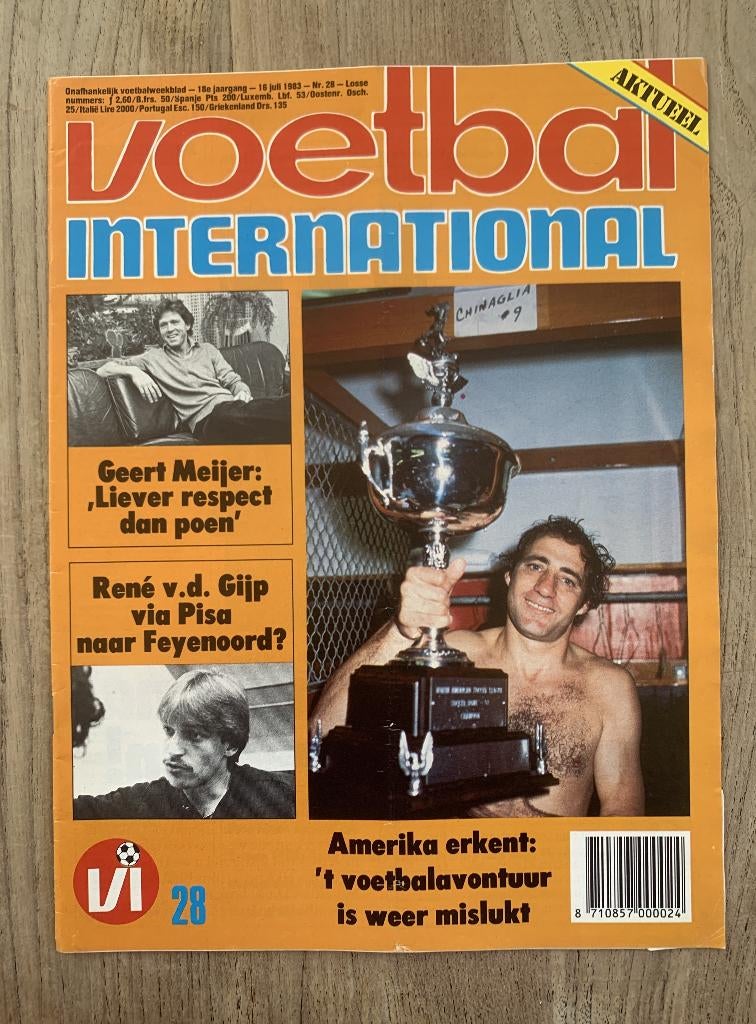 Onafhankelijk voetbalweekblad — 18e jaargang — 16 juli 1983 — Nr. 28 — Losse
nummers: ƒ 2,60/B.frs. 50/Spanje Pts 200/Luxemb. Lbf. 53/Oostenr. Osch.
25/Italië Lire 2000/Portugal Esc. 150/Griekenland Drs. 135
AKTUEEL
voetbal
INTERNATIONAL
CHINAGLIA
#9
Geert Meijer:
‚Liever respect
dan poen’
René v.d. Gijp
via Pisa
naar Feyenoord?
CHAMPION
Amerika erkent:
't voetbalavontuur
is weer mislukt
VI
28
8 710857 000024